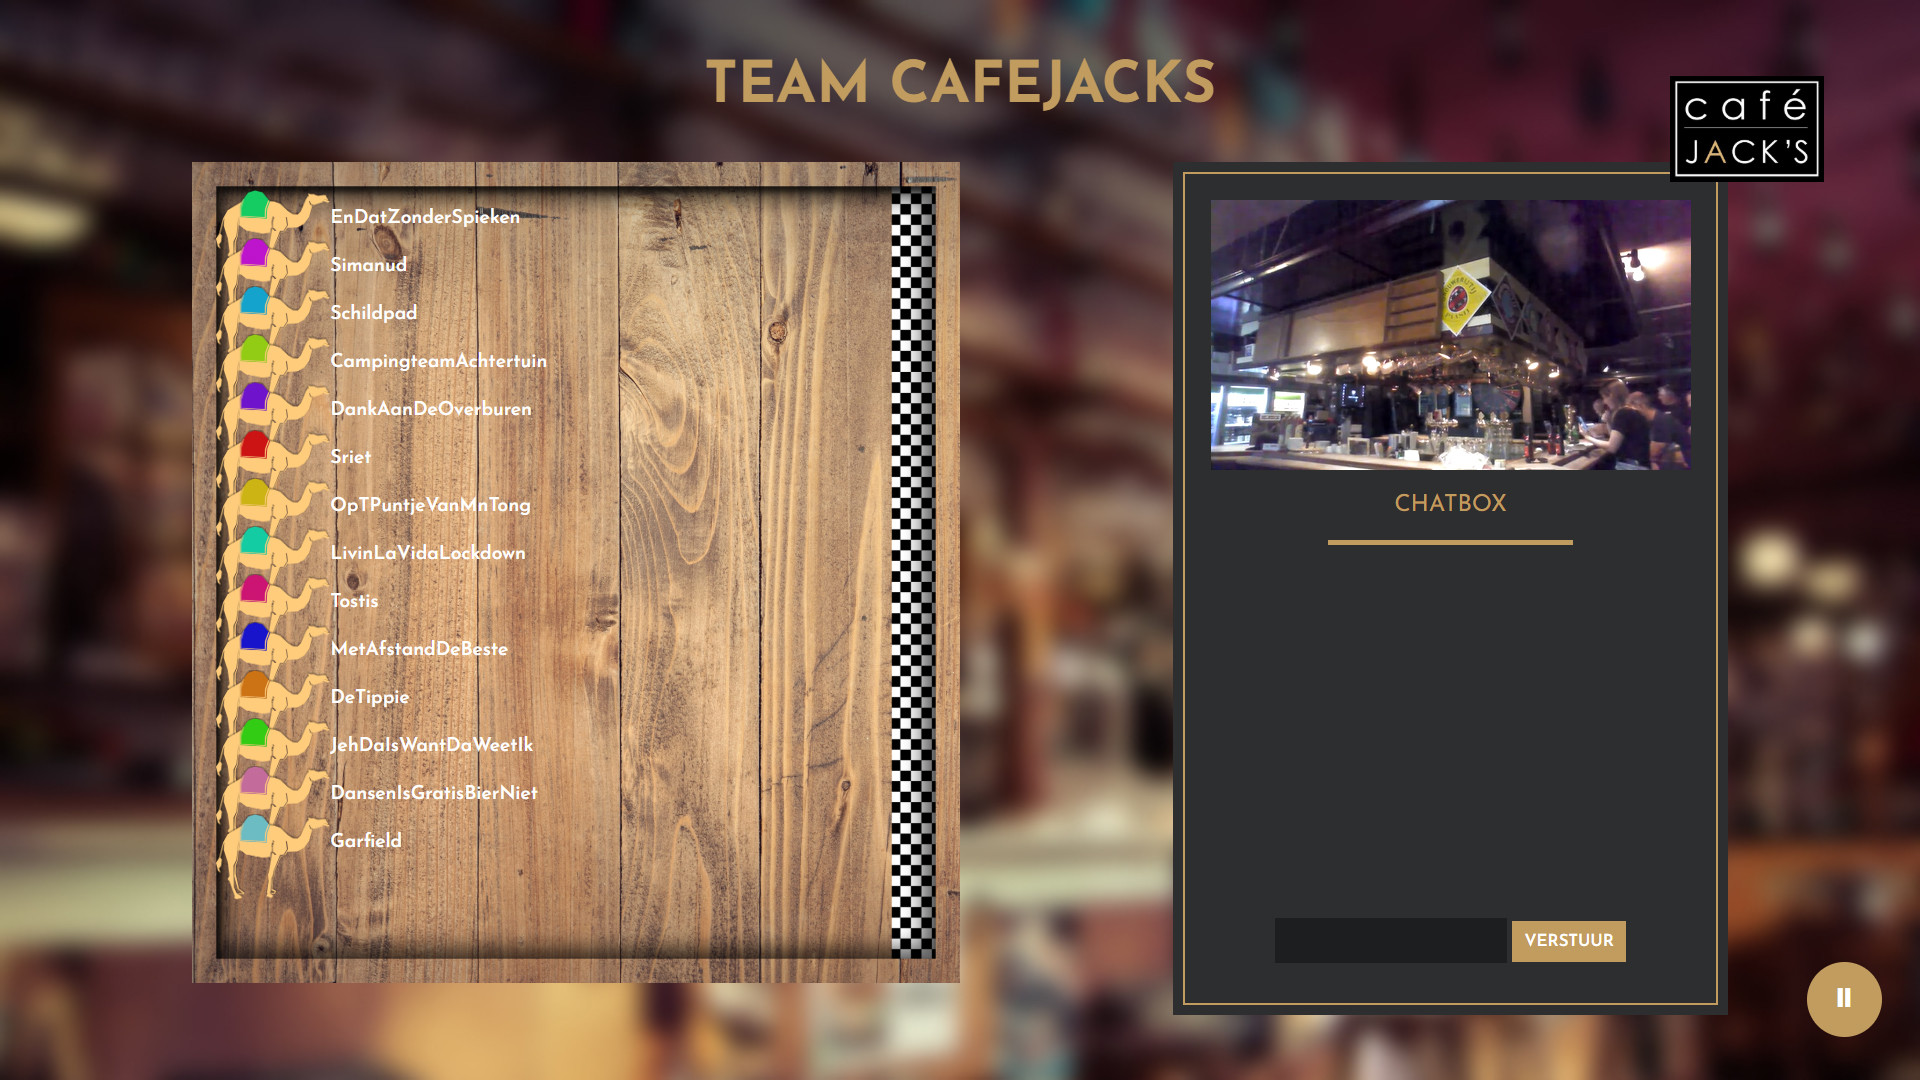 TEAM CAFEJACKS
café
JACK'S
EnDatZonderSpieken
Simanud
Schildpad
CampingteamAchtertuin
DankAanDeOverburen
Sriet
OpTPuntjeVanMnTong
LivinLaVidaLockdown
Tostis
MetAfstandDeBeste
DeTippie
JehDaIsWantDaWeetIk
DansenIsGratisBierNiet
Garfield
CHATBOX
VERSTUUR